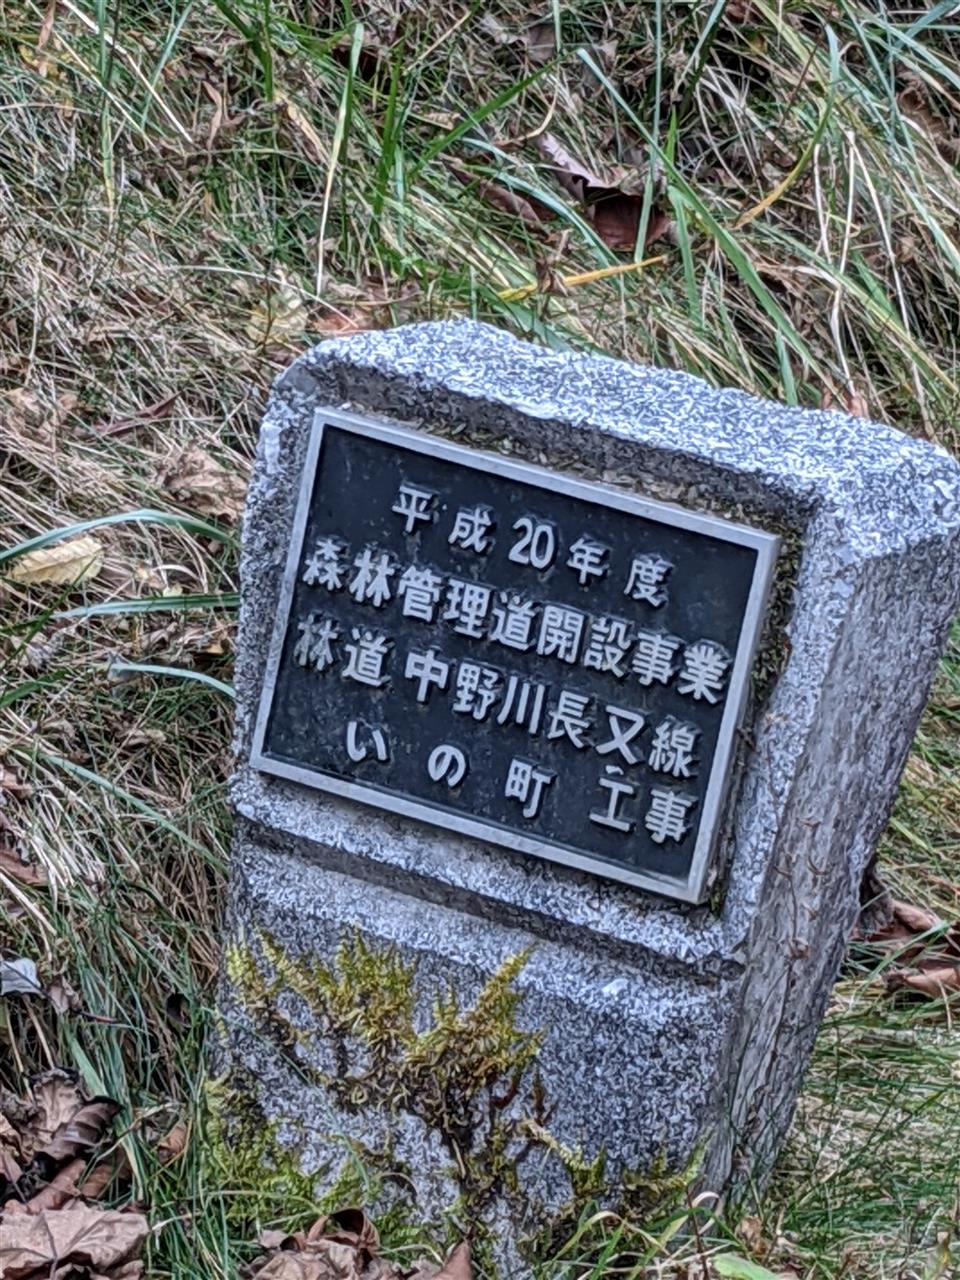 平成20年度
森林管理道開設事業
林道 中野川長又線
いの町 工事